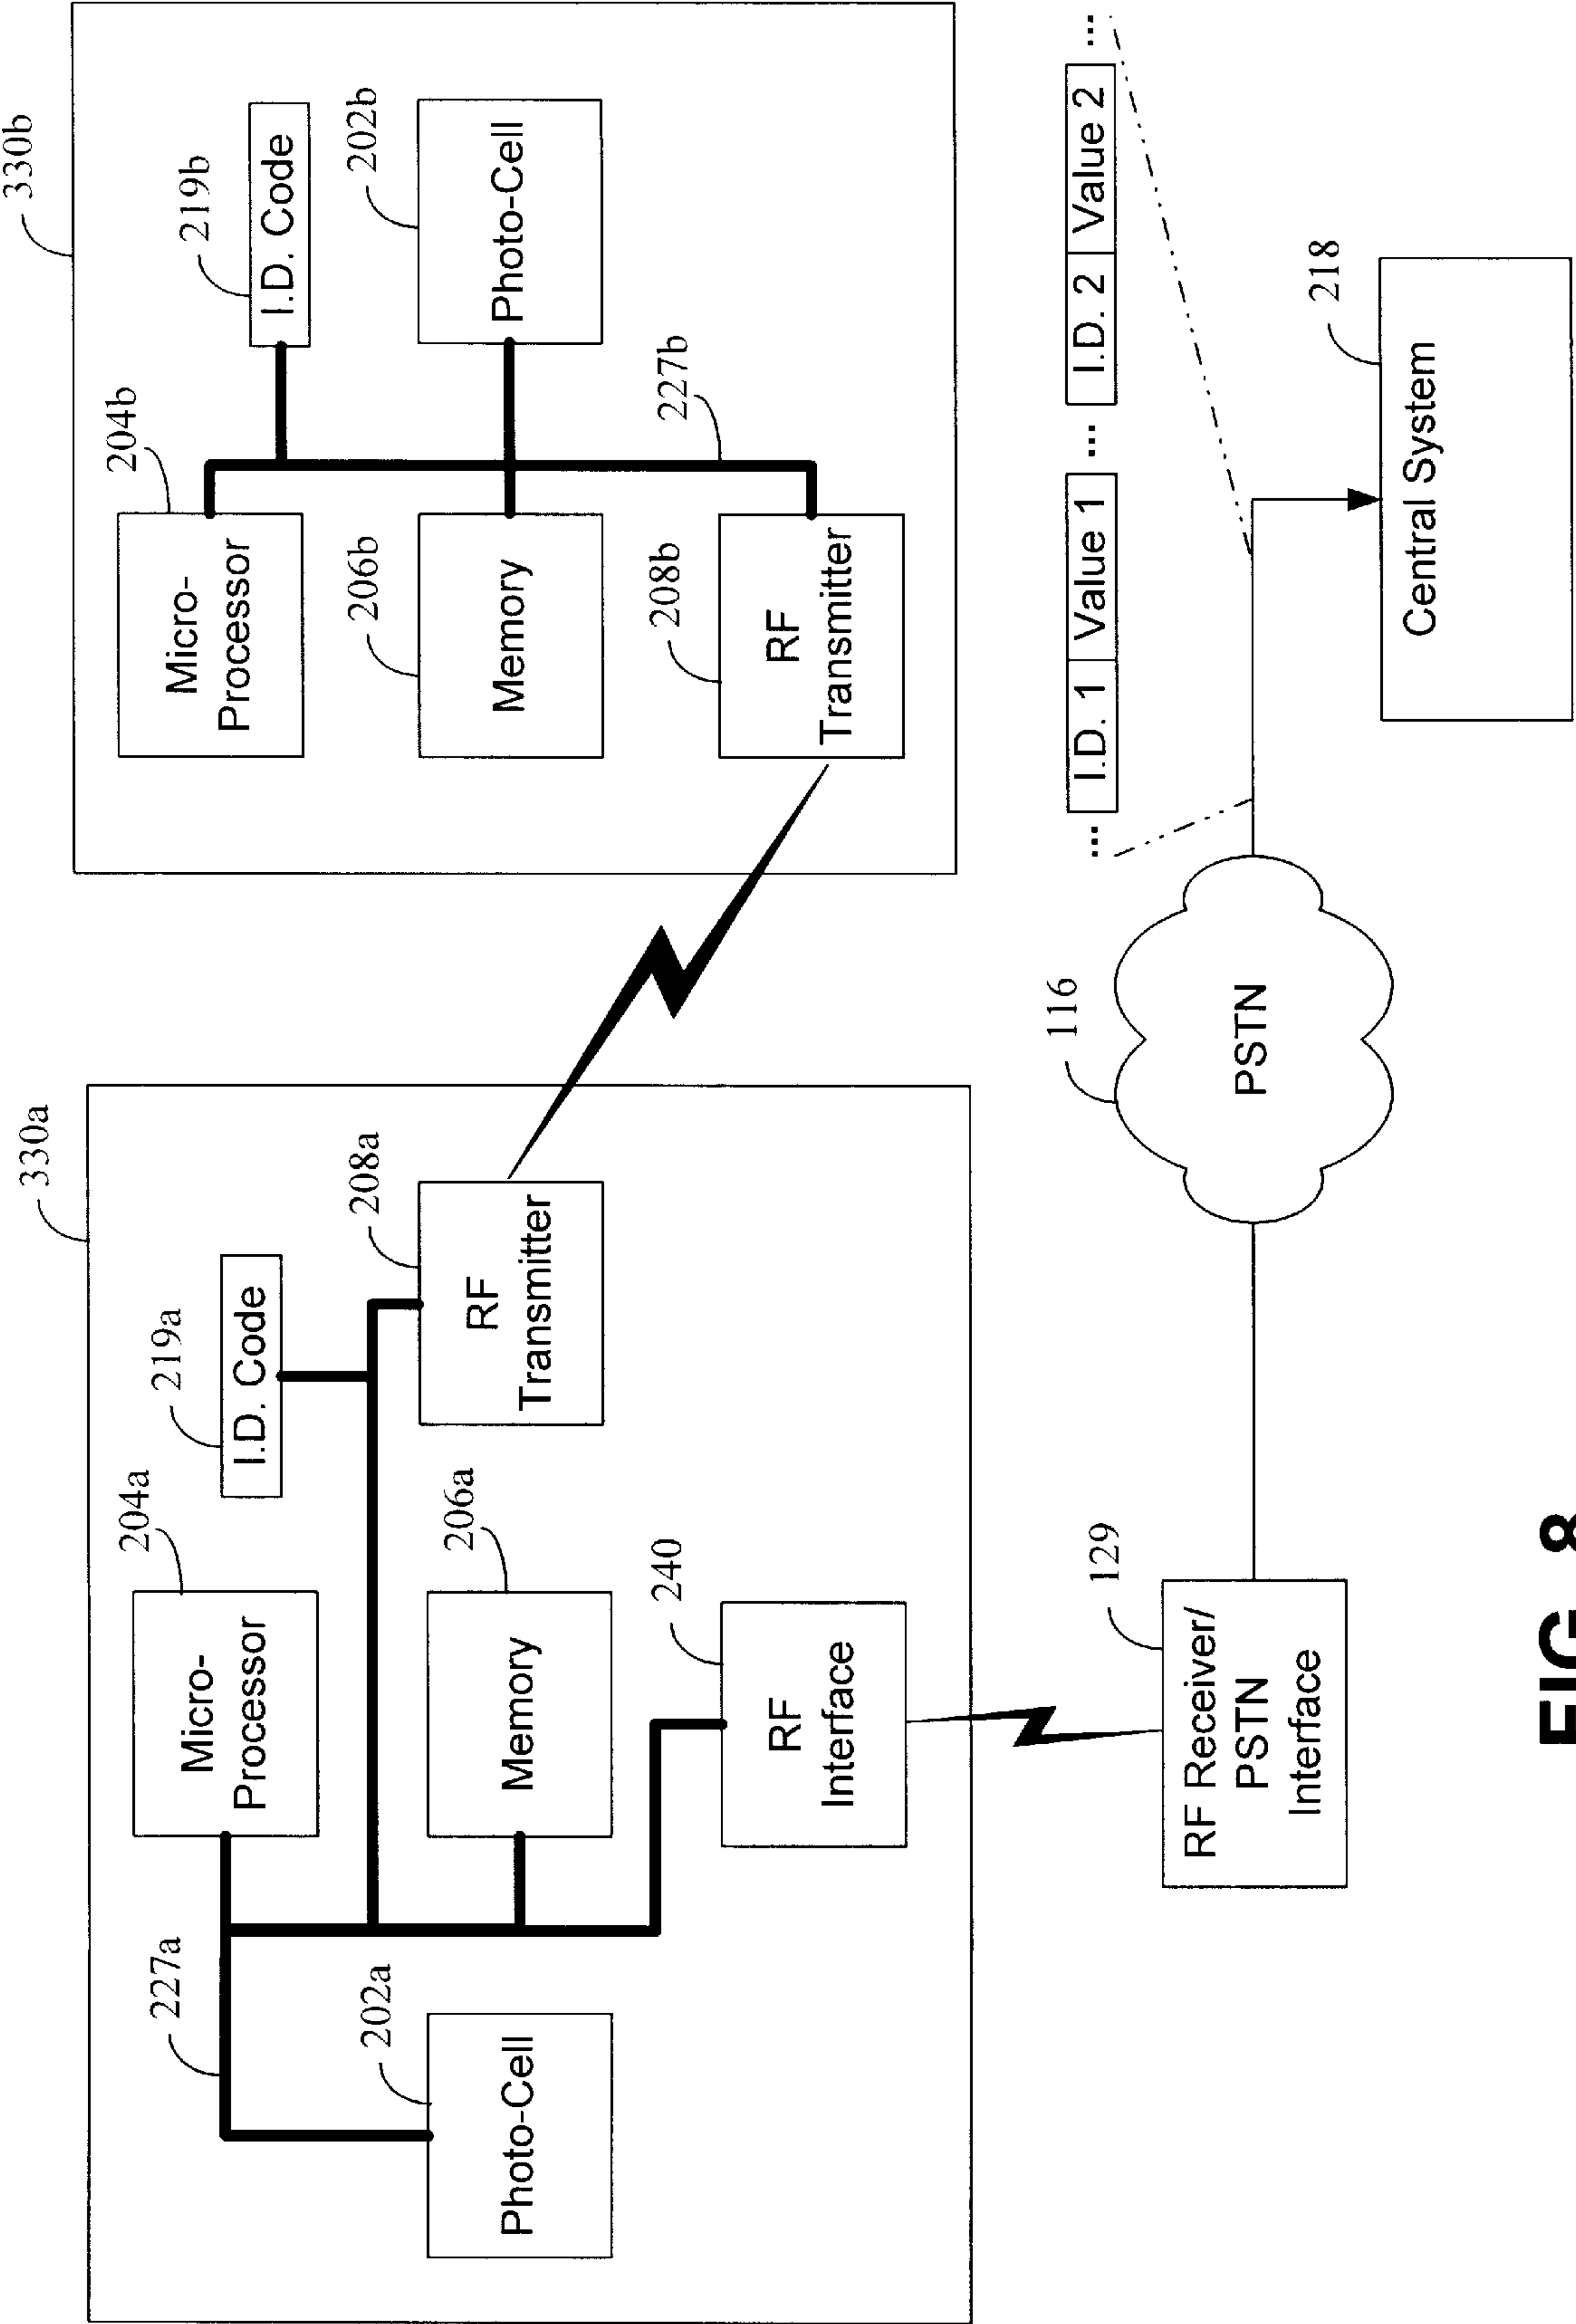 330a
227a
204a
219a
Micro-
Processor
I.D. Code
202a
206a
208a
Photo-Cell
Memory
RF
Transmitter
240
RF
Interface
330b
204b
219b
Micro-
Processor
I.D. Code
206b
202b
Memory
Photo-Cell
208b
227b
RF
Transmitter
129
RF Receiver/
PSTN
Interface
116
PSTN
... I.D. 1 Value 1 ... I.D. 2 Value 2 ...
218
Central System
FIG. 8